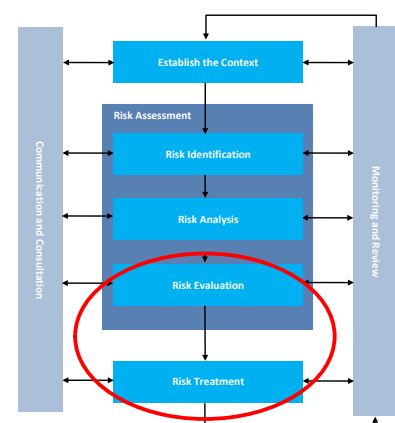 Establish the Context
Risk Assessment
Risk Identification
Risk Analysis
Risk Evaluation
Risk Treatment
Communication and Consultation
Monitoring and Review